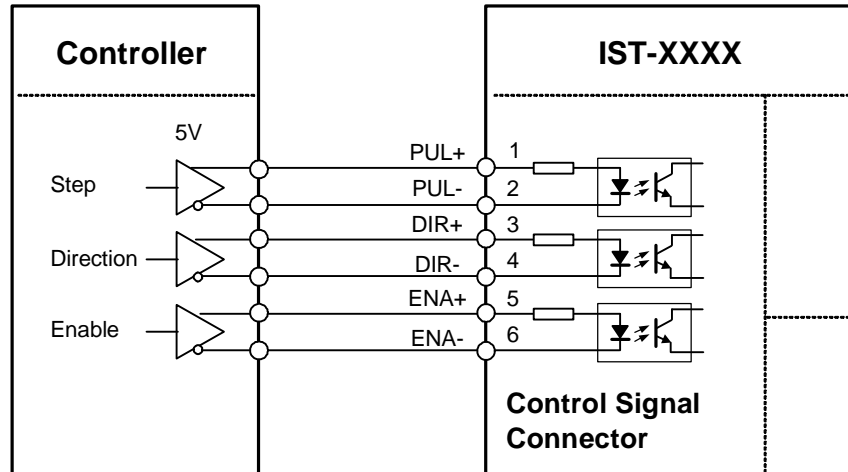 Controller
IST-XXXX
5V
Step
PUL+
1
PUL-
2
Direction
DIR+
3
DIR-
4
Enable
ENA+
5
ENA-
6
Control Signal
Connector